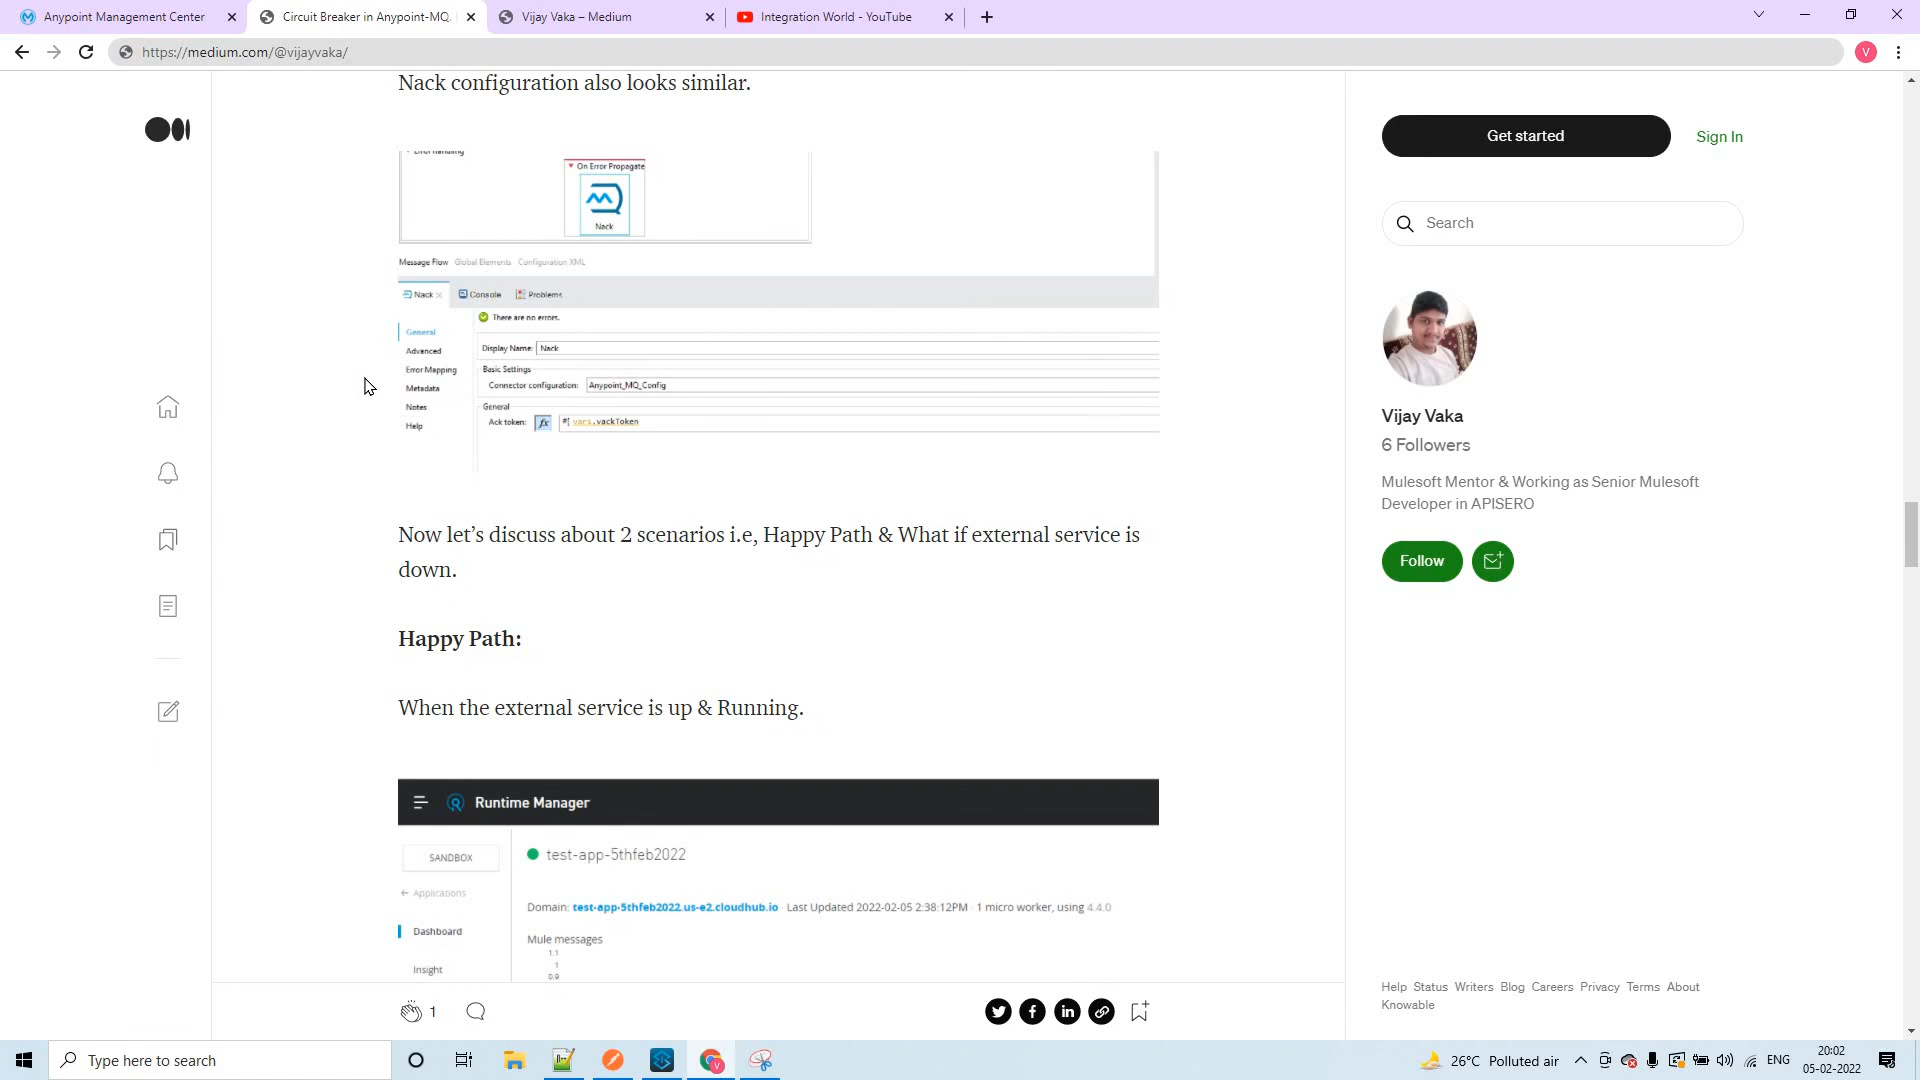 Anypoint Management Center
Circuit Breaker in Anypoint-MQ.
Vijay Vaka – Medium
Integration World - YouTube
https://medium.com/@vijayvaka/
V
Nack configuration also looks similar.
Error handling
On Error Propagate
Nack
Message Flow Global Elements Configuration XML
Nack Console Problems
There are no errors.
General
Advanced
Error Mapping
Metadata
Notes
Help
Display Name: Nack
Basic Settings
Connector configuration: Anypoint_MQ_Config
General
Ack token: fx #[ vars.vackToken
Now let’s discuss about 2 scenarios i.e, Happy Path & What if external service is
down.
Happy Path:
When the external service is up & Running.
Runtime Manager
SANDBOX
Applications
Dashboard
Insight
test-app-5thfeb2022
Domain: test-app-5thfeb2022.us-e2.cloudhub.io · Last Updated 2022-02-05 2:38:12PM · 1 micro worker, using 4.4.0
Mule messages
1.1
1
0.9
1
Get started
Sign In
Search
Vijay Vaka
6 Followers
Mulesoft Mentor & Working as Senior Mulesoft
Developer in APISERO
Follow
Help Status Writers Blog Careers Privacy Terms About
Knowable
Type here to search
26°C Polluted air
ENG
20:02
05-02-2022